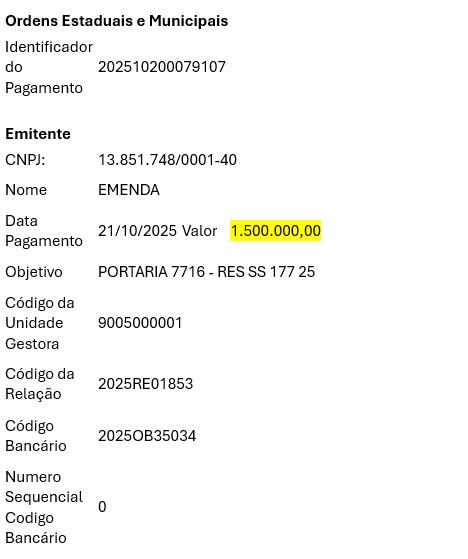 Ordens Estaduais e Municipais
Identificador
do
Pagamento
202510200079107
Emitente
CNPJ: 13.851.748/0001-40
Nome EMENDA
Data
Pagamento
21/10/2025 Valor 1.500.000,00
Objetivo PORTARIA 7716 - RES SS 177 25
Código da
Unidade
Gestora
9005000001
Código da
Relação
2025RE01853
Código
Bancário
2025OB35034
Numero
Sequencial
Codigo
Bancário
0